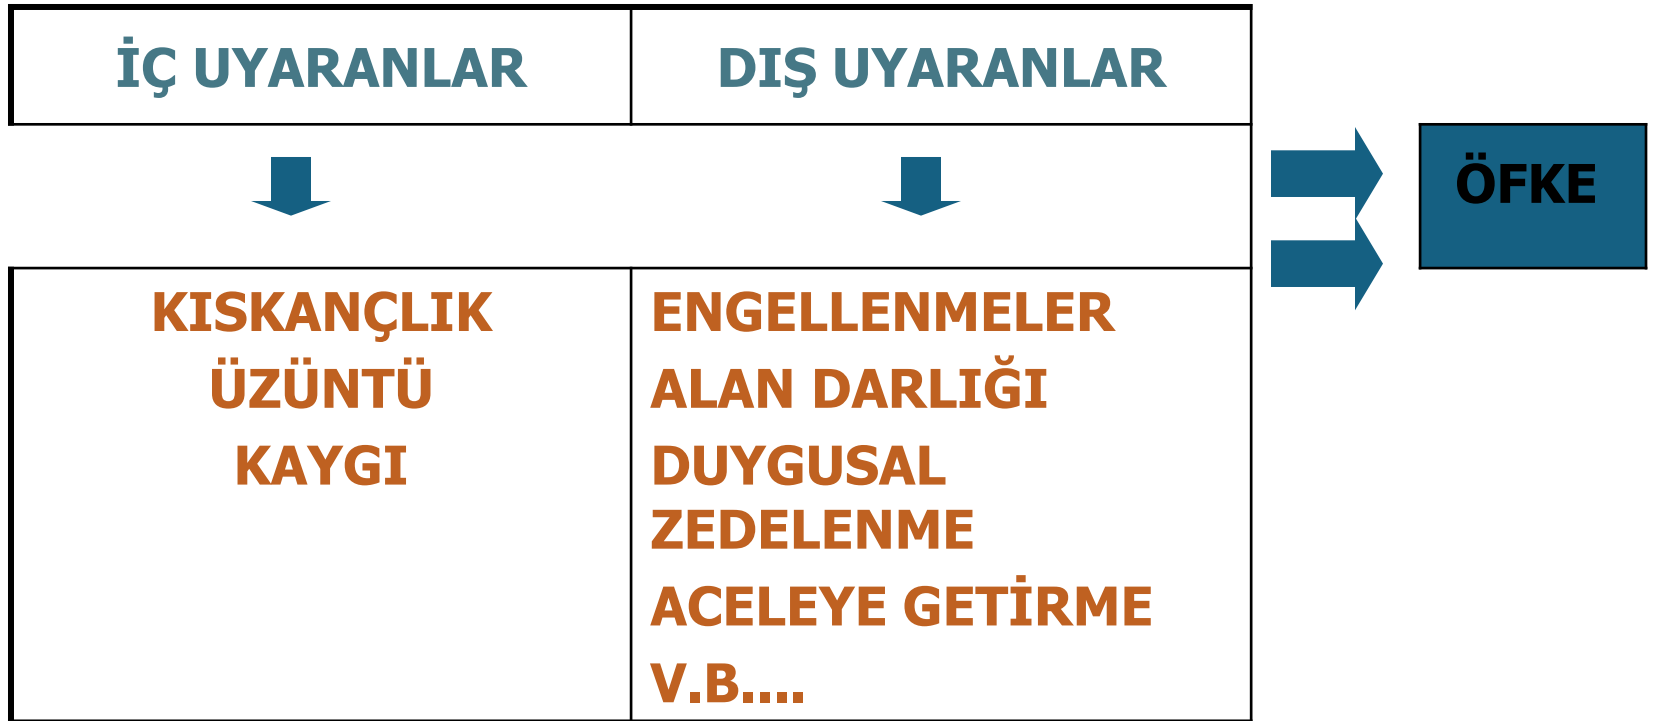 İÇ UYARANLAR
DIŞ UYARANLAR
ÖFKE
KISKANÇLIK
ÜZÜNTÜ
KAYGI
ENGELLENMELER
ALAN DARLIĞI
DUYGUSAL
ZEDELENME
ACELEYE GETİRME
V.B....